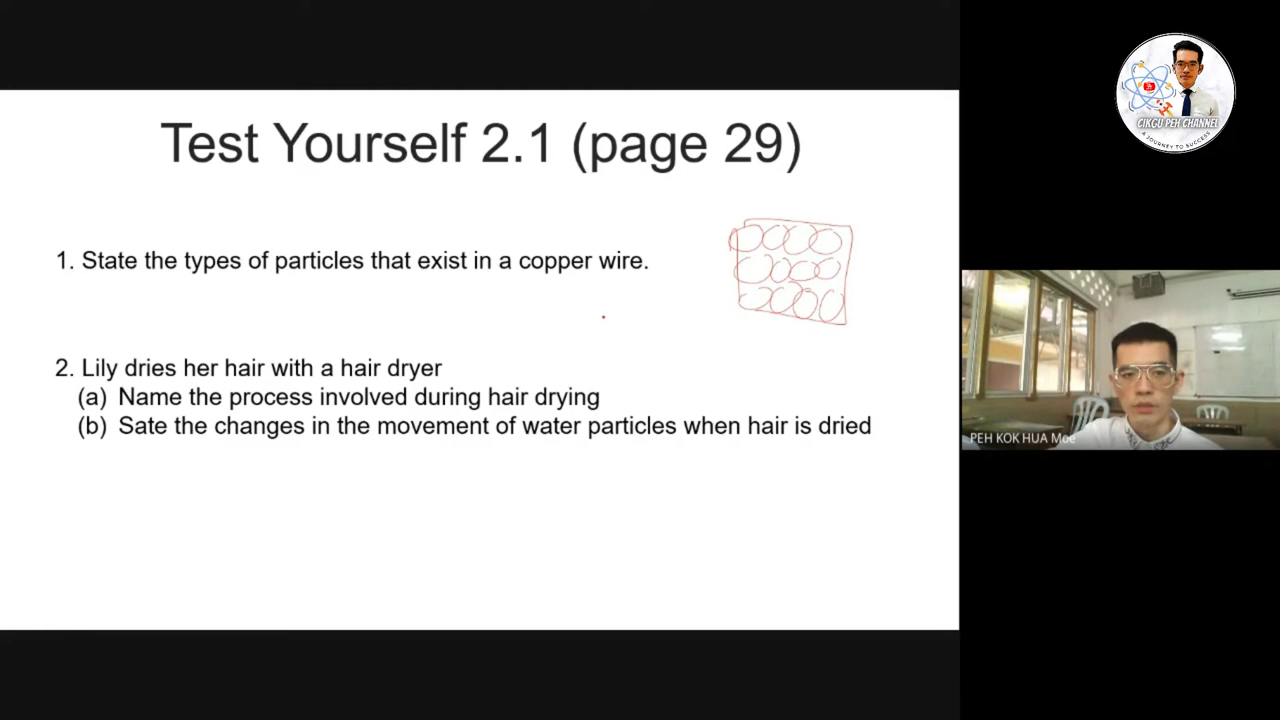 Test Yourself 2.1 (page 29)
1. State the types of particles that exist in a copper wire.
2. Lily dries her hair with a hair dryer
(a) Name the process involved during hair drying
(b) Sate the changes in the movement of water particles when hair is dried
CIKGU PEH CHANNEL
A JOURNEY TO SUCCESS
PEH KOK HUA Moe